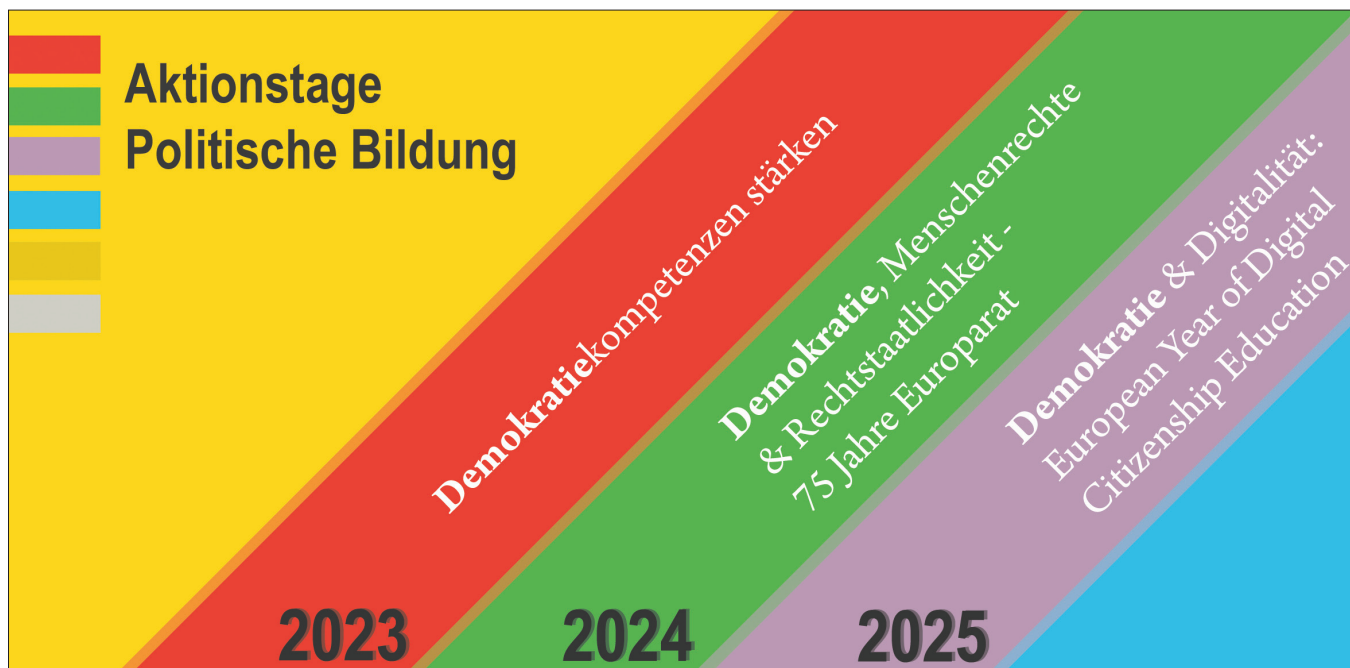 Aktionstage
Politische Bildung
Demokratiekompetenzen stärken
Demokratie, Menschenrechte
& Rechtstaatlichkeit -
75 Jahre Europarat
Demokratie & Digitalität:
European Year of Digital
Citizenship Education
2023
2024
2025